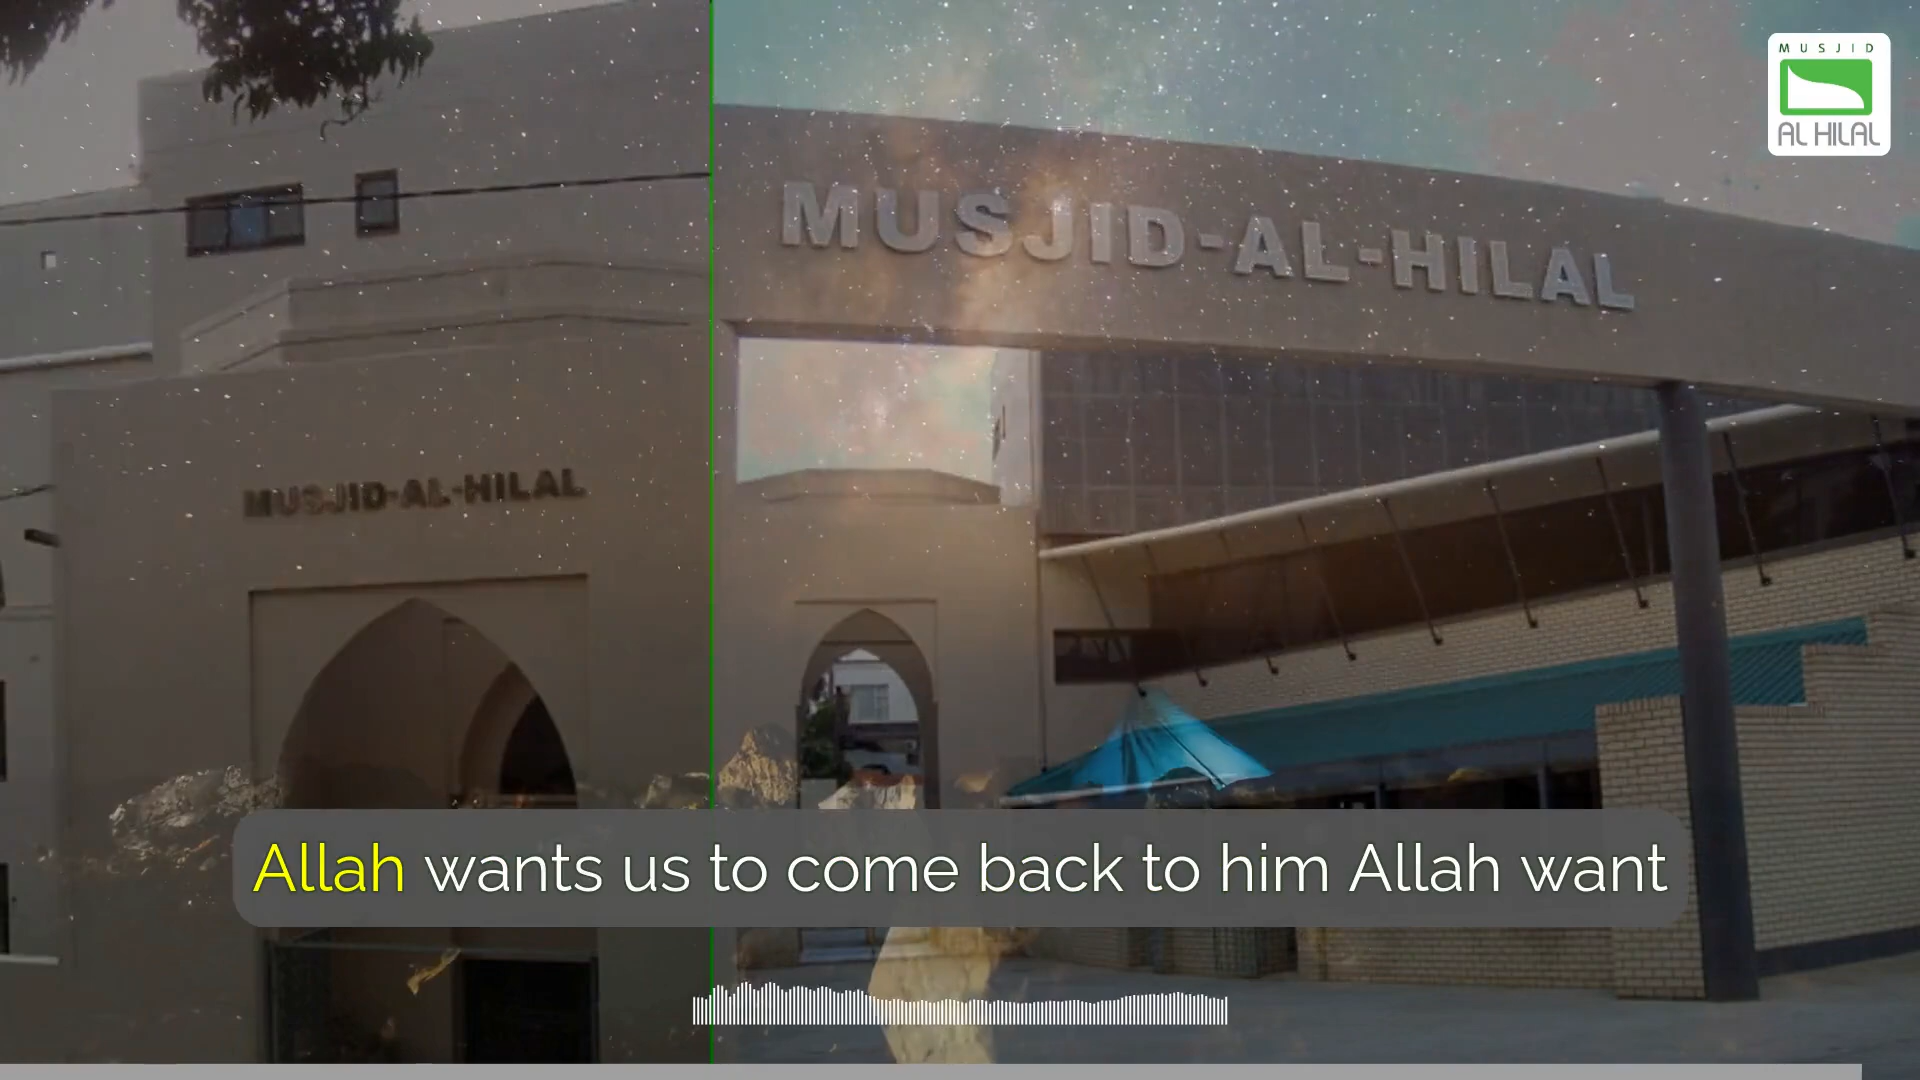 MUSJID
AL HILAL
MUSJID-AL-HILAL
MUSJID-AL-HILAL
Allah wants us to come back to him Allah want